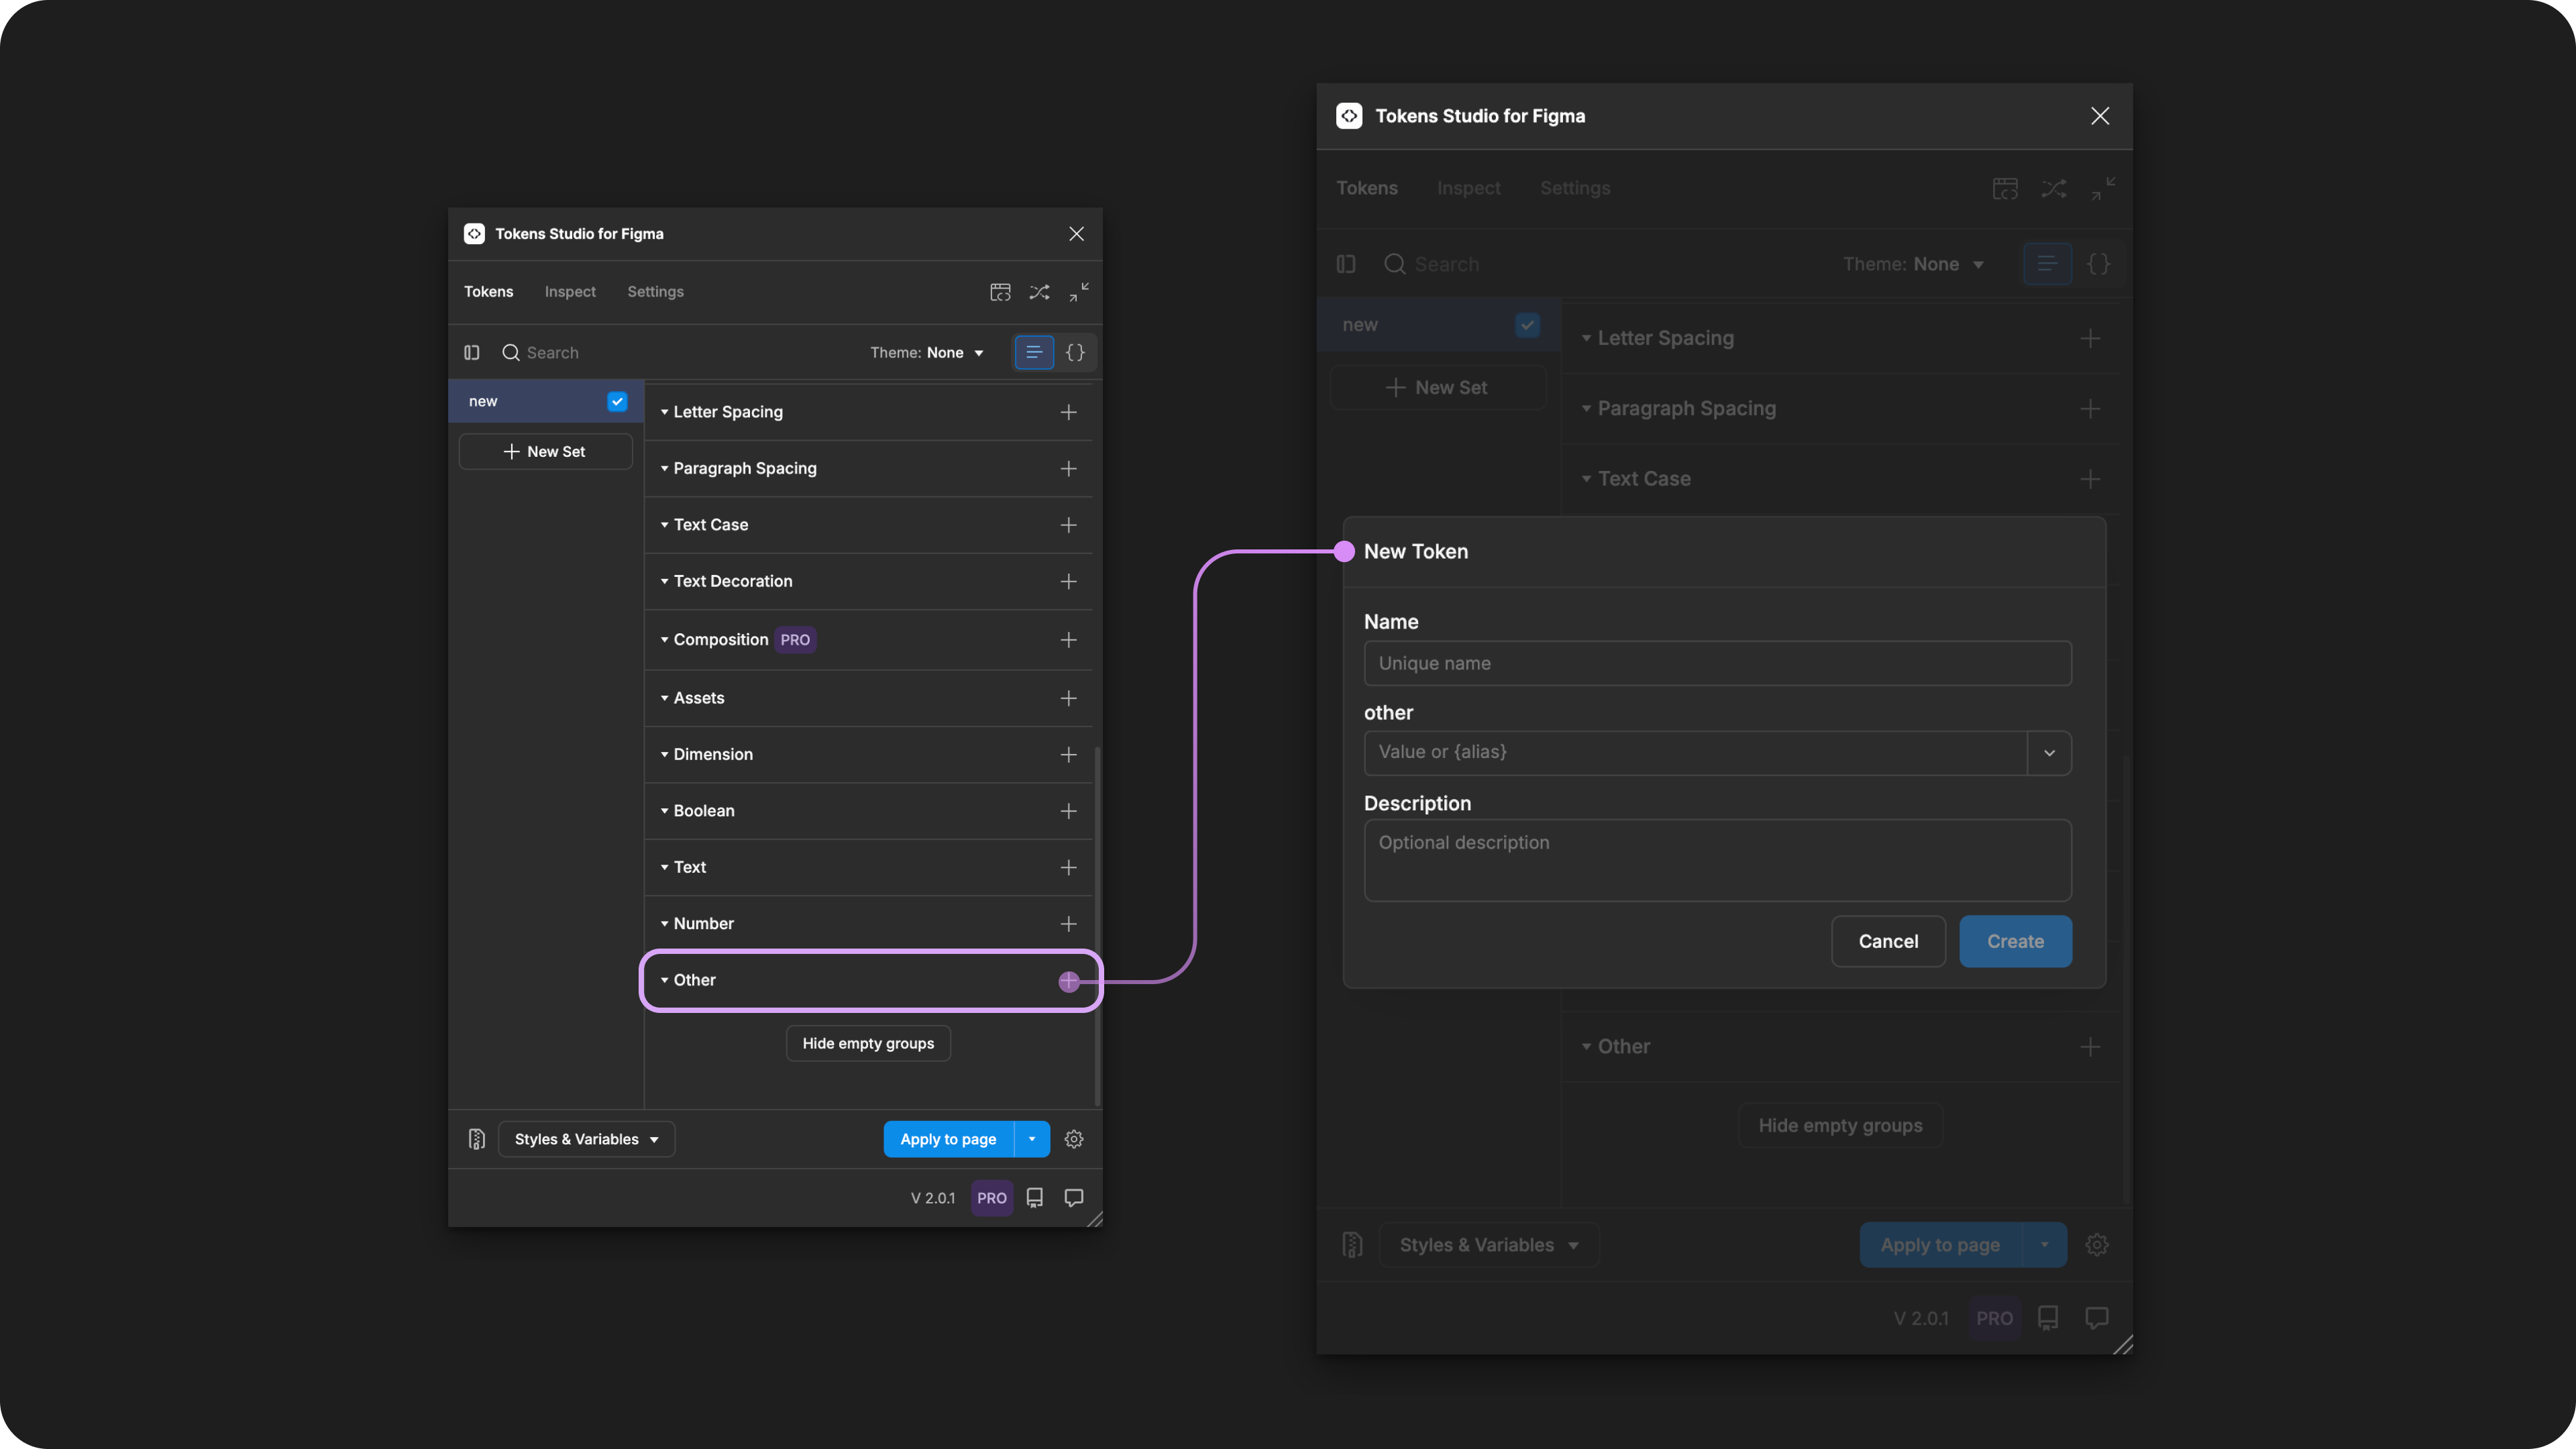 Tokens Studio for Figma
Tokens Inspect Settings
Search Theme: None
new
New Set
Letter Spacing
Paragraph Spacing
Text Case
Text Decoration
Composition PRO
Assets
Dimension
Boolean
Text
Number
Other
Hide empty groups
Styles & Variables Apply to page
V 2.0.1 PRO
Tokens Studio for Figma
Tokens Inspect Settings
Search Theme: None {}
new
New Set
Letter Spacing
Paragraph Spacing
Text Case
New Token
Name
Unique name
other
Value or {alias}
Description
Optional description
Cancel Create
Other
Hide empty groups
Styles & Variables Apply to page
V 2.0.1 PRO